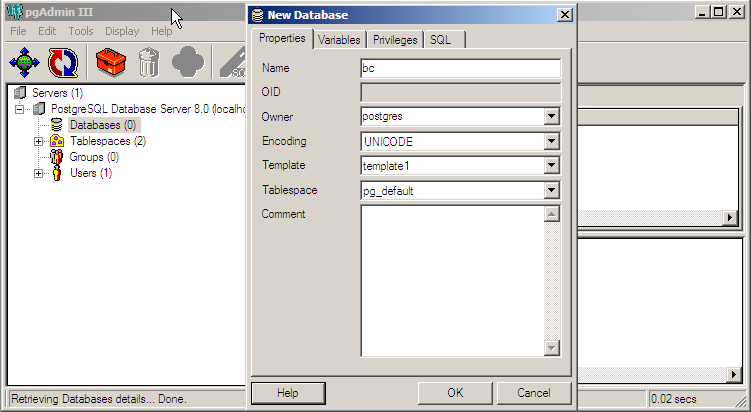 pgAdmin III
File Edit Tools Display Help
Servers (1)
PostgreSQL Database Server 8.0 (localho
Databases (0)
Tablespaces (2)
Groups (0)
Users (1)
Retrieving Databases details... Done.
0.02 secs
New Database
Properties Variables Privileges SQL
Name bc
OID
Owner postgres
Encoding UNICODE
Template template1
Tablespace pg_default
Comment
Help OK Cancel